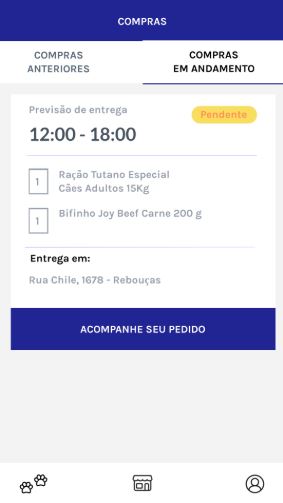 COMPRAS
COMPRAS
ANTERIORES
COMPRAS
EM ANDAMENTO
Previsão de entrega
Pendente
12:00 - 18:00
1
Ração Tutano Especial
Cães Adultos 15Kg
1
Bifinho Joy Beef Carne 200 g
Entrega em:
Rua Chile, 1678 - Rebouças
ACOMPANHE SEU PEDIDO